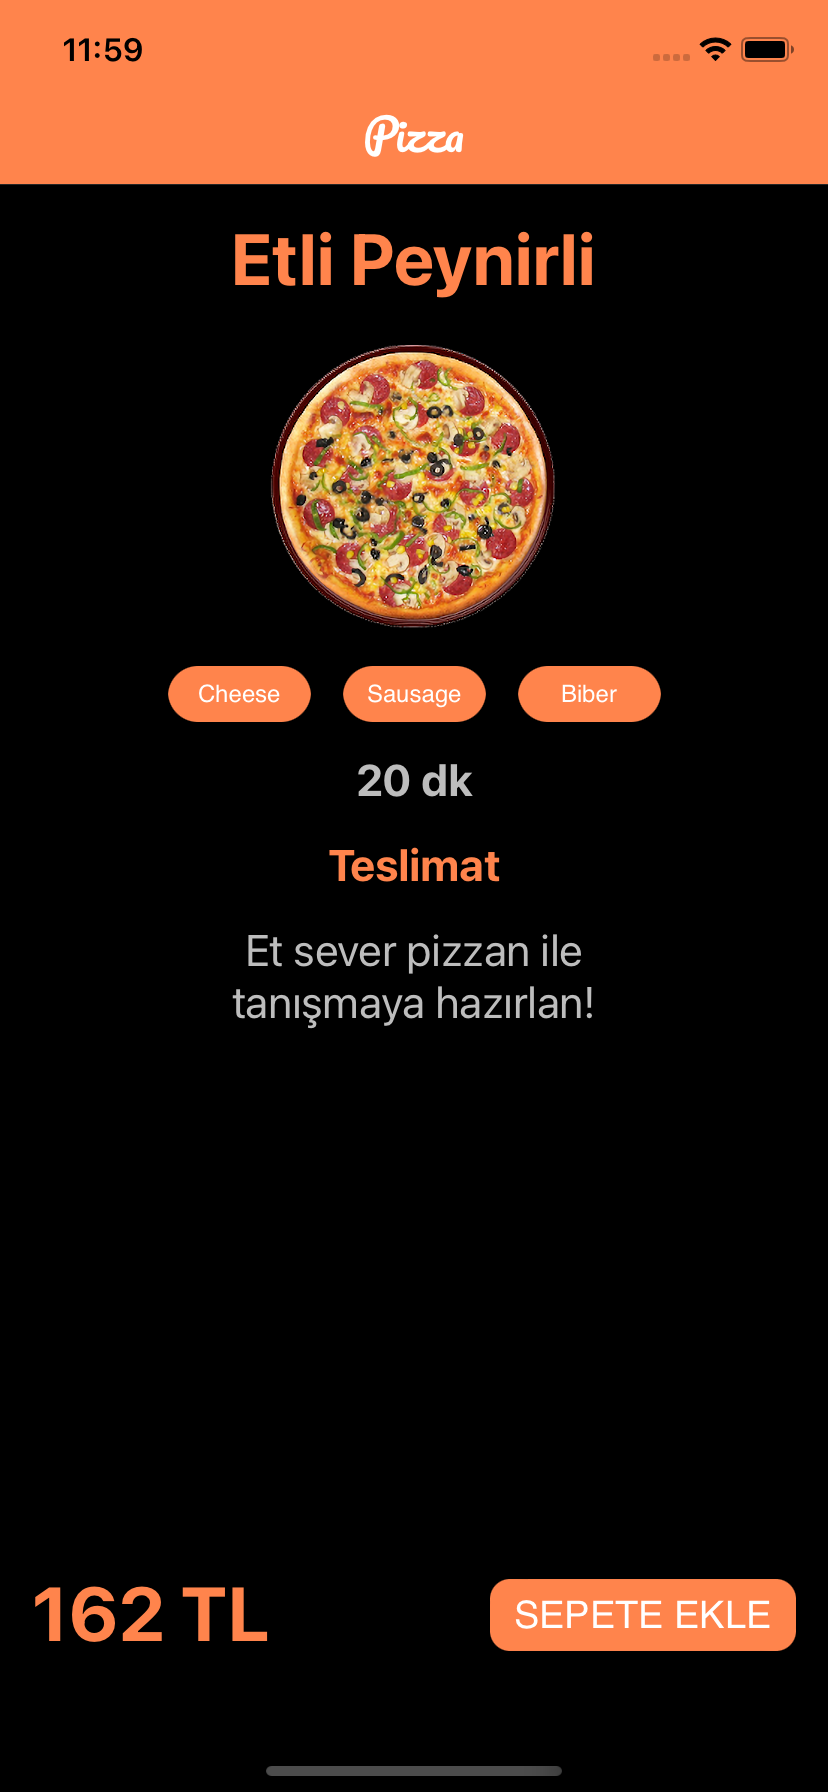 11:59
Pizza
Etli Peynirli
Cheese Sausage Biber
20 dk
Teslimat
Et sever pizzan ile
tanışmaya hazırlan!
162 TL SEPETE EKLE